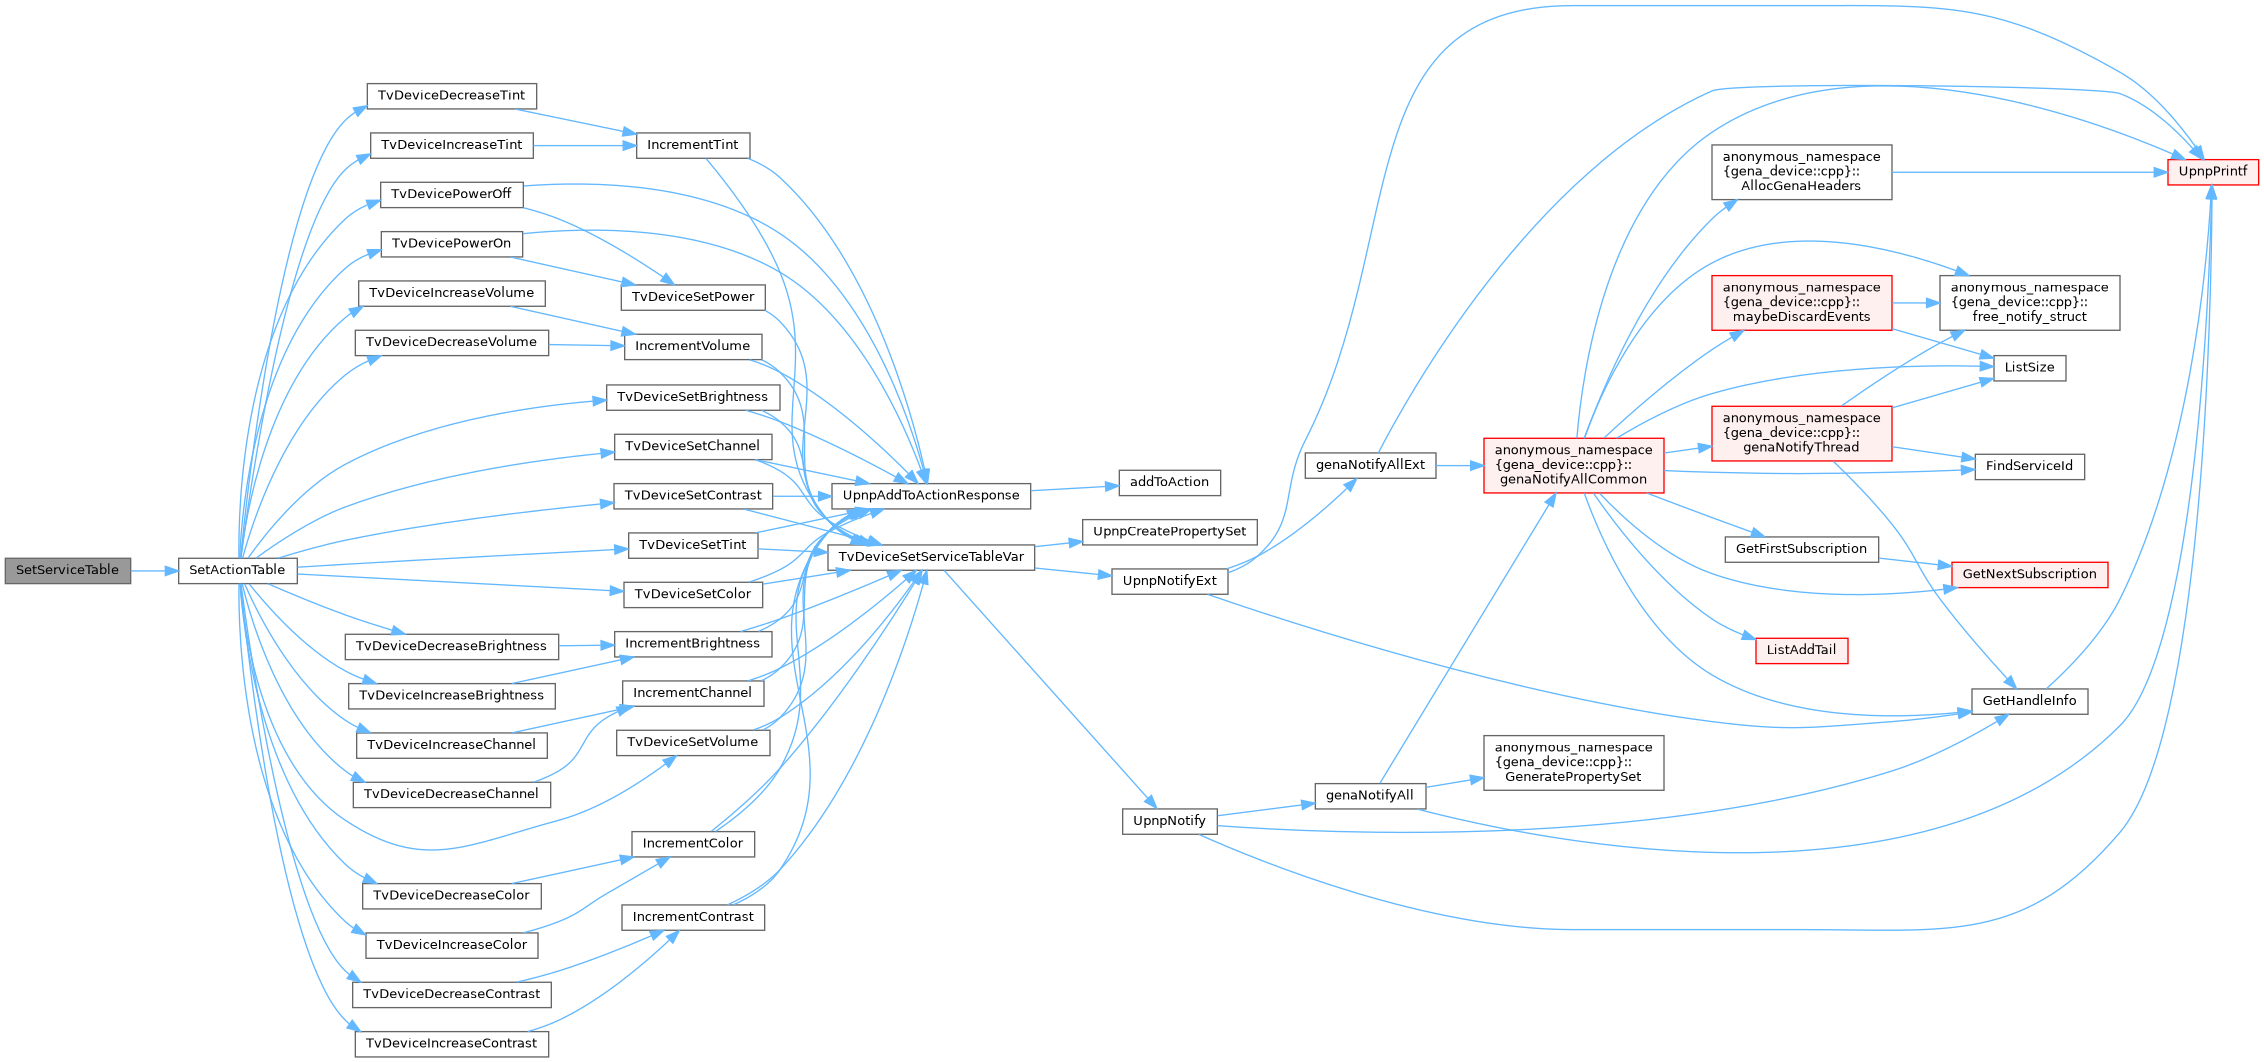 SetServiceTable
SetActionTable
TvDeviceDecreaseTint
TvDeviceIncreaseTint
TvDevicePowerOff
TvDevicePowerOn
TvDeviceIncreaseVolume
TvDeviceDecreaseVolume
TvDeviceSetBrightness
TvDeviceSetChannel
TvDeviceSetContrast
TvDeviceSetTint
TvDeviceSetColor
TvDeviceDecreaseBrightness
TvDeviceIncreaseBrightness
TvDeviceIncreaseChannel
TvDeviceDecreaseChannel
TvDeviceSetVolume
TvDeviceDecreaseColor
TvDeviceIncreaseColor
TvDeviceDecreaseContrast
TvDeviceIncreaseContrast
IncrementTint
TvDeviceSetPower
IncrementVolume
IncrementBrightness
IncrementChannel
IncrementColor
IncrementContrast
UpnpAddToActionResponse
TvDeviceSetServiceTableVar
addToAction
UpnpCreatePropertySet
UpnpNotifyExt
UpnpNotify
genaNotifyAllExt
genaNotifyAll
anonymous_namespace
{gena_device::cpp}::
genaNotifyAllCommon
anonymous_namespace
{gena_device::cpp}::
GeneratePropertySet
anonymous_namespace
{gena_device::cpp}::
AllocGenaHeaders
anonymous_namespace
{gena_device::cpp}::
maybeDiscardEvents
anonymous_namespace
{gena_device::cpp}::
genaNotifyThread
GetFirstSubscription
ListAddTail
anonymous_namespace
{gena_device::cpp}::
free_notify_struct
ListSize
FindServiceId
GetNextSubscription
GetHandleInfo
UpnpPrintf